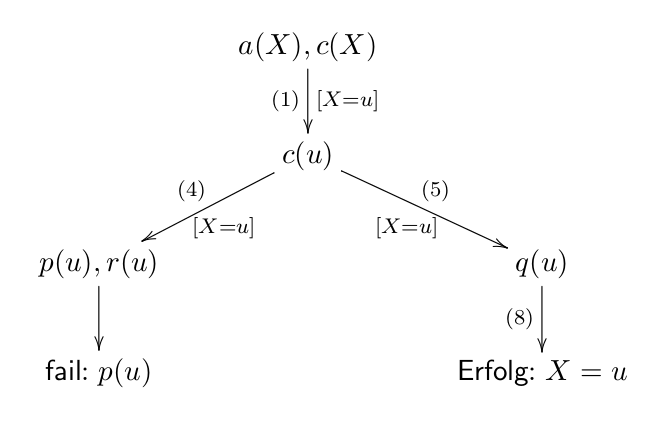 a(X), c(X)
(1) [X=u]
c(u)
(4) (5)
[X=u] [X=u]
p(u), r(u) q(u)
(8)
fail: p(u) Erfolg: X = u